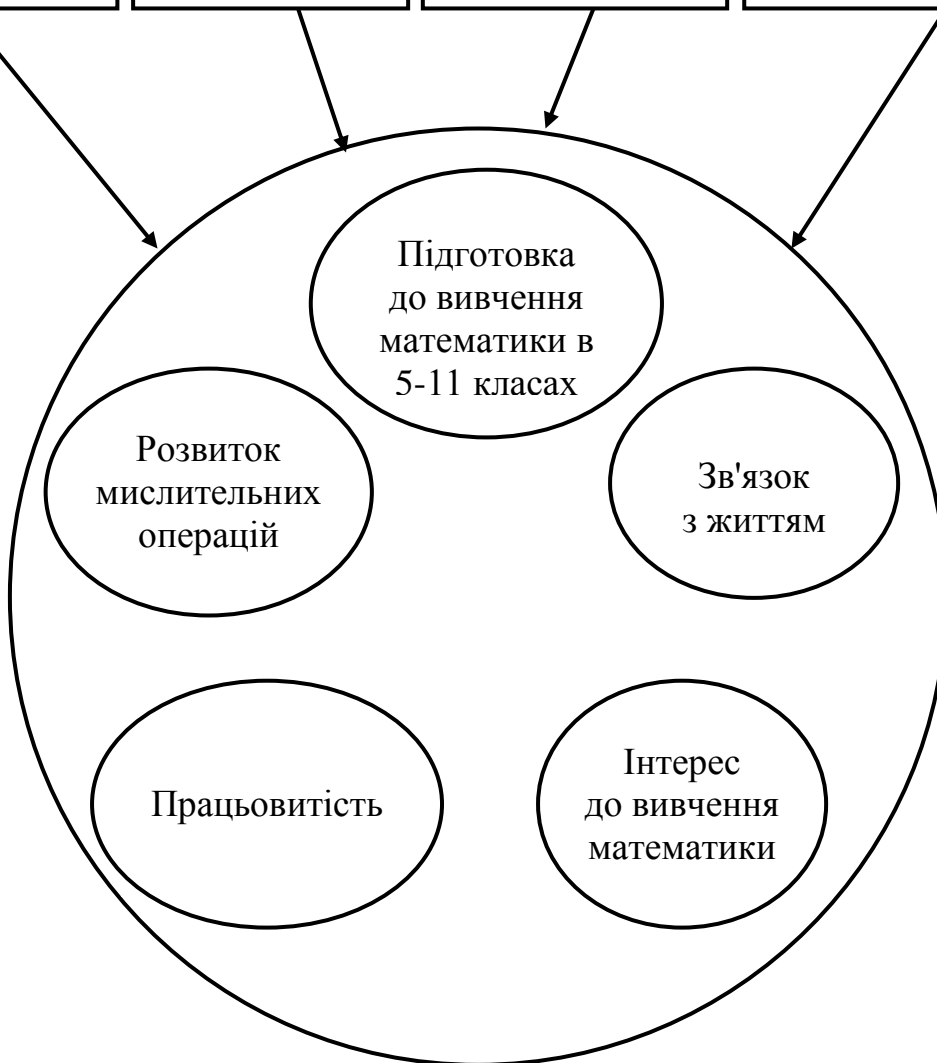 Підготовка
до вивчення
математики в
5-11 класах
Розвиток
мислительних
операцій
Зв'язок
з життям
Працьовитість
Інтерес
до вивчення
математики